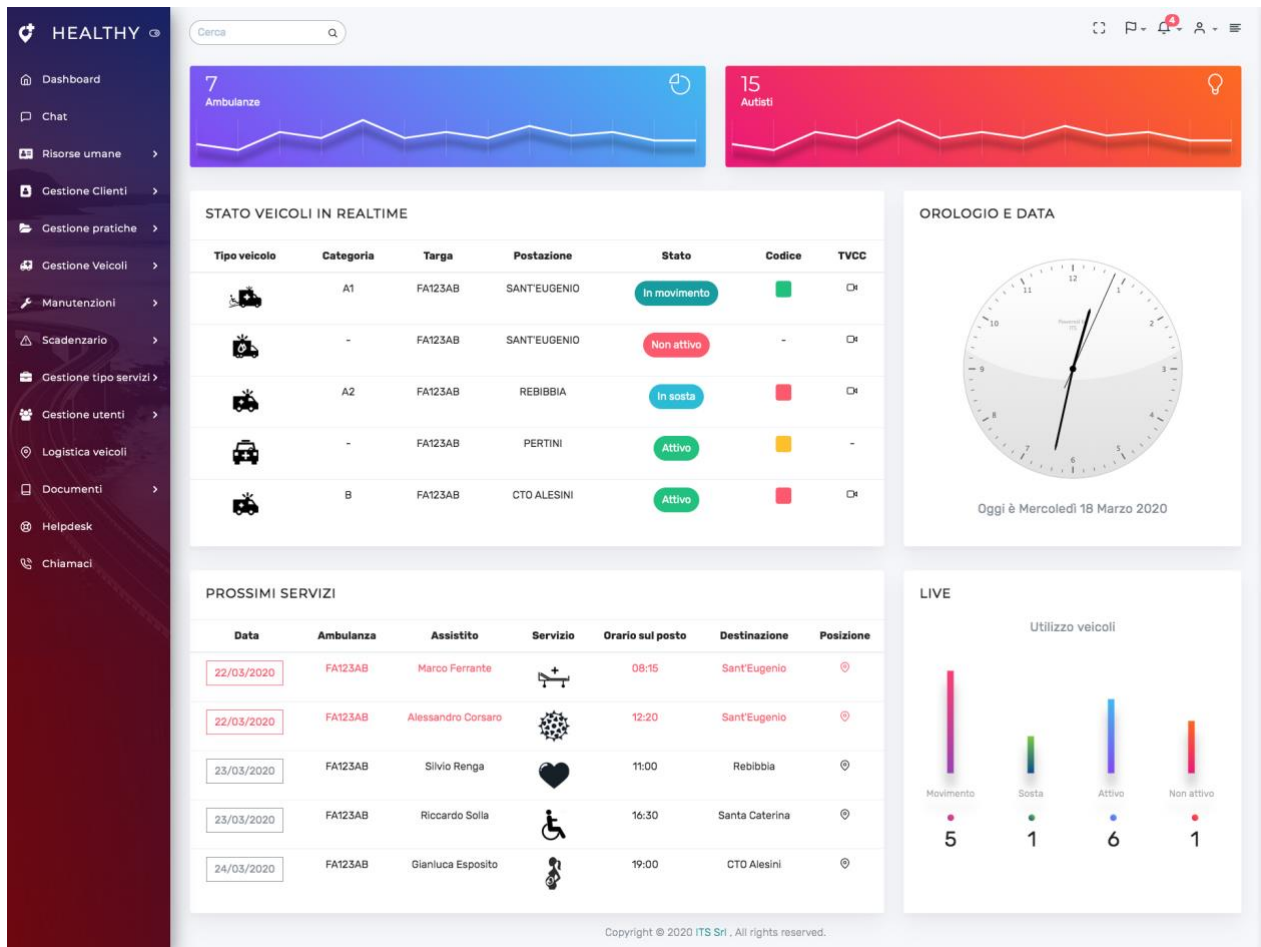 HEALTHY
Dashboard
Chat
Risorse umane
Gestione Clienti
Gestione pratiche
Gestione Veicoli
Manutenzioni
Scadenzario
Gestione tipo servizi
Gestione utenti
Logistica veicoli
Documenti
Helpdesk
Chiamaci
Cerca
4
7
Ambulanze
15
Autisti
STATO VEICOLI IN REALTIME
Tipo veicolo Categoria Targa Postazione Stato Codice TVCC
A1 FA123AB SANT'EUGENIO In movimento
- FA123AB SANT'EUGENIO Non attivo -
A2 FA123AB REBIBBIA In sosta
- FA123AB PERTINI Attivo -
B FA123AB CTO ALESINI Attivo
OROLOGIO E DATA
12
11 1
10 2
Powered by
ITS
9 3
8 4
7 5
6
Oggi è Mercoledì 18 Marzo 2020
PROSSIMI SERVIZI
Data Ambulanza Assistito Servizio Orario sul posto Destinazione Posizione
22/03/2020 FA123AB Marco Ferrante 08:15 Sant'Eugenio
22/03/2020 FA123AB Alessandro Corsaro 12:20 Sant'Eugenio
23/03/2020 FA123AB Silvio Renga 11:00 Rebibbia
23/03/2020 FA123AB Riccardo Solla 16:30 Santa Caterina
24/03/2020 FA123AB Gianluca Esposito 19:00 CTO Alesini
LIVE
Utilizzo veicoli
Movimento Sosta Attivo Non attivo
5 1 6 1
Copyright © 2020 ITS Srl , All rights reserved.